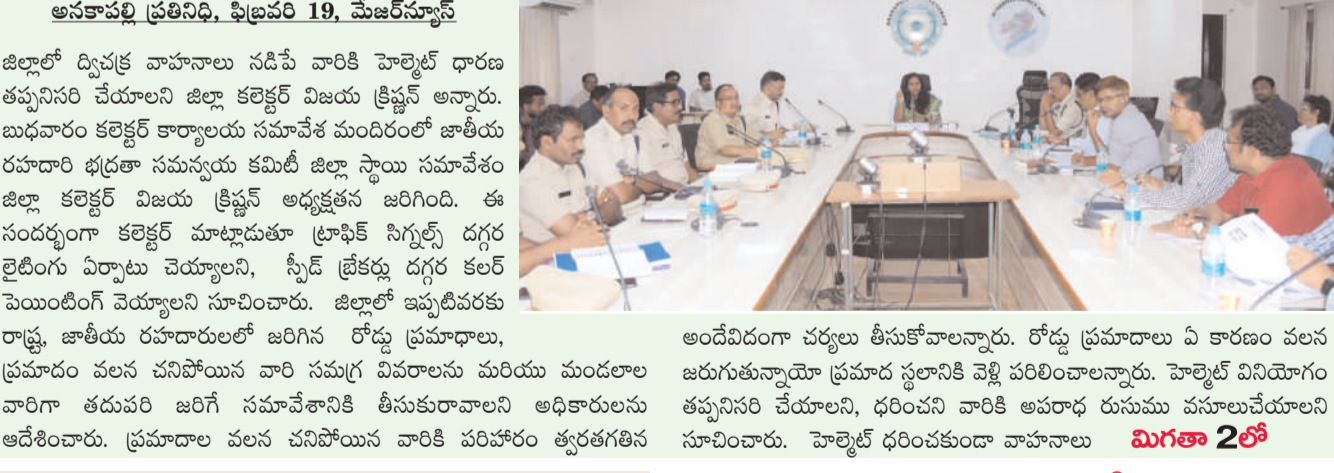 అనకాపల్లి ప్రతినిధి, ఫిబ్రవరి 19, మేజర్‌న్యూస్
జిల్లాలో ద్విచక్ర వాహనాలు నడిపే వారికి హెల్మెట్ ధారణ
తప్పనిసరి చేయాలని జిల్లా కలెక్టర్ విజయ క్రిష్ణన్ అన్నారు.
బుధవారం కలెక్టర్ కార్యాలయ సమావేశ మందిరంలో జాతీయ
రహదారి భద్రతా సమన్వయ కమిటీ జిల్లా స్థాయి సమావేశం
జిల్లా కలెక్టర్ విజయ క్రిష్ణన్ అధ్యక్షతన జరిగింది. ఈ
సందర్భంగా కలెక్టర్ మాట్లాడుతూ ట్రాఫిక్ సిగ్నల్స్ దగ్గర
లైటింగు ఏర్పాటు చెయ్యాలని, స్పీడ్ బ్రేకర్లు దగ్గర కలర్
పెయింటింగ్ వెయ్యాలని సూచించారు. జిల్లాలో ఇప్పటివరకు
రాష్ట్ర, జాతీయ రహదారులలో జరిగిన రోడ్డు ప్రమాధాలు,
ప్రమాదం వలన చనిపోయిన వారి సమగ్ర వివరాలను మరియు మండలాల
వారిగా తదుపరి జరిగే సమావేశానికి తీసుకురావాలని అధికారులను
ఆదేశించారు. ప్రమాదాల వలన చనిపోయిన వారికి పరిహారం త్వరతగతిన
అందేవిదంగా చర్యలు తీసుకోవాలన్నారు. రోడ్డు ప్రమాదాలు ఏ కారణం వలన
జరుగుతున్నాయో ప్రమాద స్థలానికి వెళ్లి పరిలించాలన్నారు. హెల్మెట్ వినియోగం
తప్పనిసరి చేయాలని, ధరించని వారికి అపరాధ రుసుము వసూలుచేయాలని
సూచించారు. హెల్మెట్ ధరించకుండా వాహనాలు మిగతా 2లో